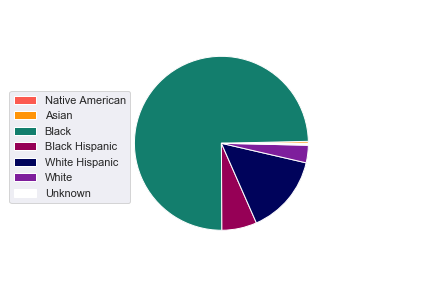 Native American
Asian
Black
Black Hispanic
White Hispanic
White
Unknown